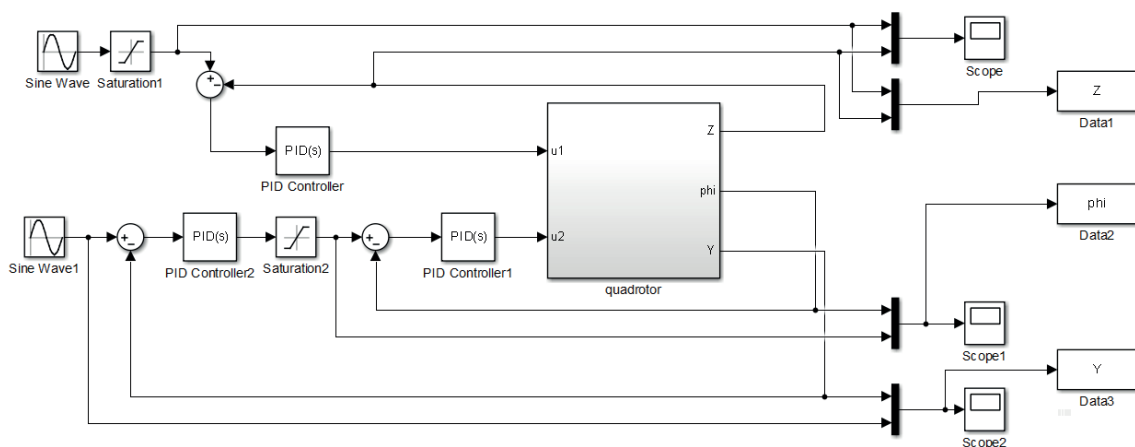 Sine Wave
Saturation1
+
−
Scope
Z
Data1
PID(s)
PID Controller
u1
Z
phi
u2
Y
quadrotor
phi
Data2
Sine Wave1
+
−
PID(s)
PID Controller2
Saturation2
+
−
PID(s)
PID Controller1
Scope1
Y
Data3
Scope2